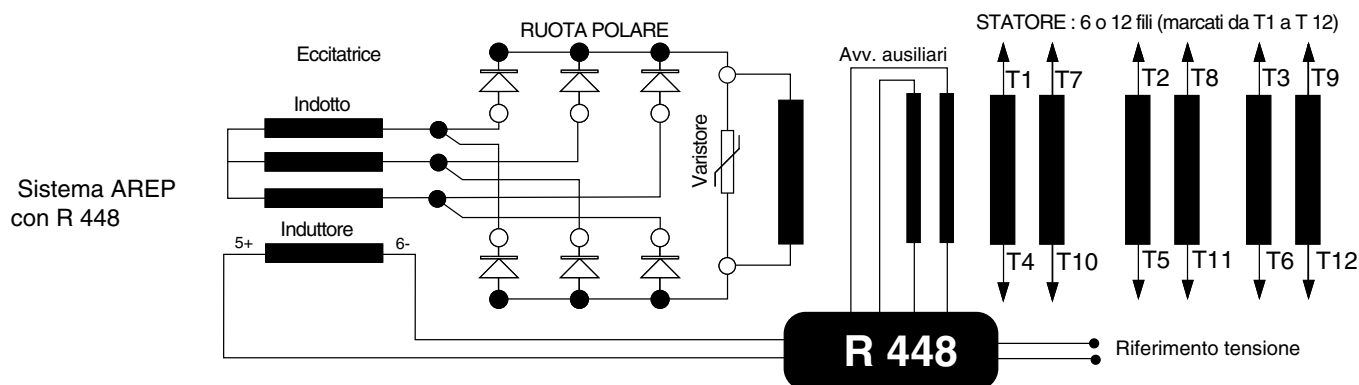 STATORE : 6 o 12 fili (marcati da T1 a T 12)
RUOTA POLARE
Eccitatrice
Avv. ausiliari
T1
T7
T2
T8
T3
T9
Indotto
Varistore
Sistema AREP
con R 448
Induttore
5+
6-
T4
T10
T5
T11
T6
T12
R 448
Riferimento tensione